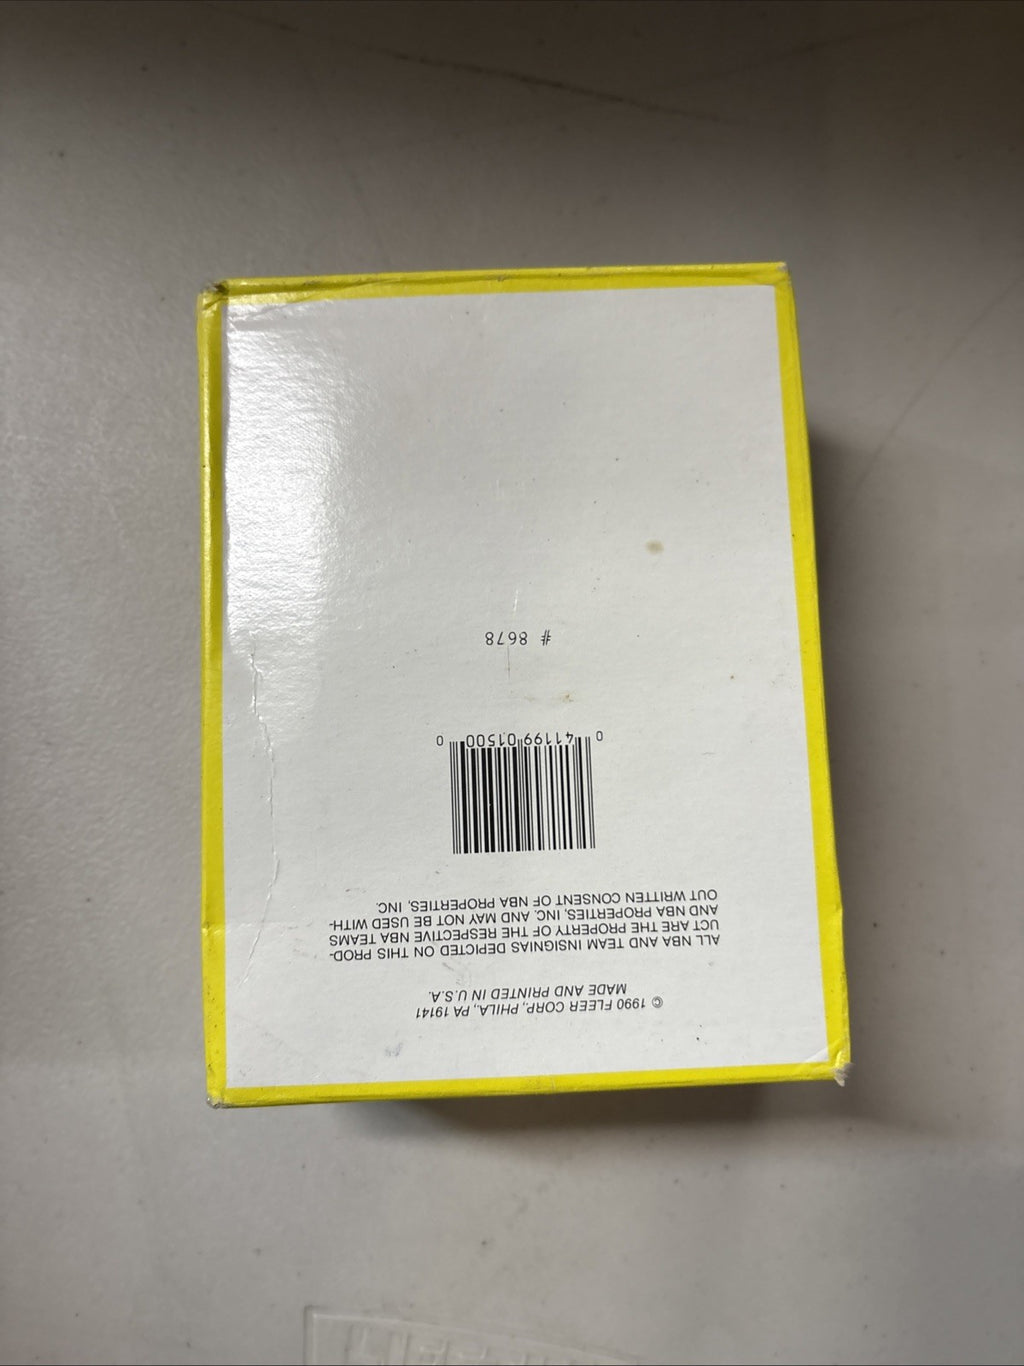 © 1990 FLEER CORP., PHILA., PA 19141
MADE AND PRINTED IN U.S.A.
ALL NBA AND TEAM INSIGNIAS DEPICTED ON THIS PROD-
UCT ARE THE PROPERTY OF THE RESPECTIVE NBA TEAMS
AND NBA PROPERTIES, INC. AND MAY NOT BE USED WITH-
OUT WRITTEN CONSENT OF NBA PROPERTIES, INC.
0 41199 01500 0
# 8678